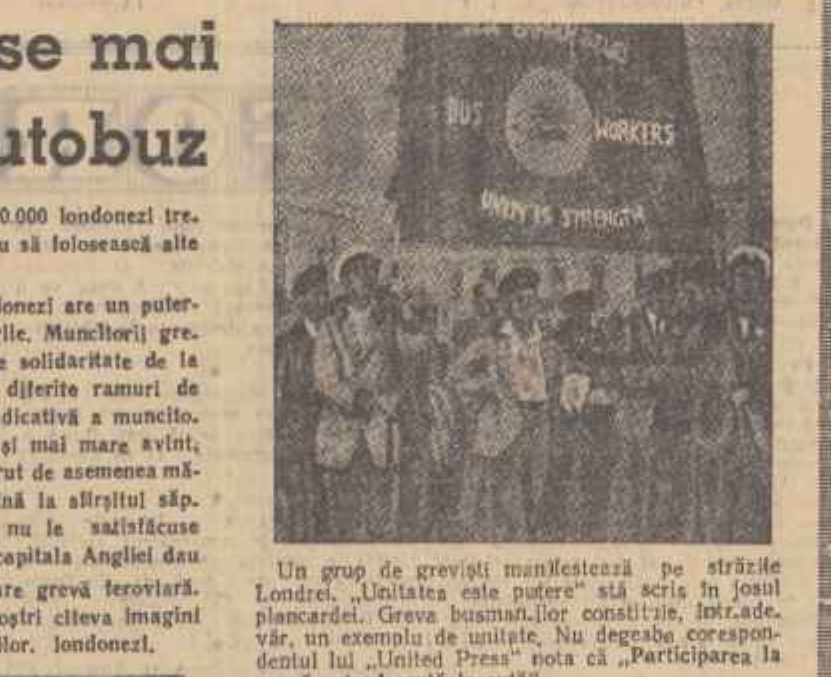 se mai
utobuz
0.000 londonezi tre-
u să folosească alte
onezi are un puter-
rile. Muncitorii gre-
e solidaritate de la
diferite ramuri de
dicativă a muncito-
și mai mare avînt,
rut de asemenea mă-
nă la sfîrșitul săp-
nu le satisfăcuse
capitala Angliei dau
are grevă feroviară.
oștri cîteva imagini
ilor londonezi.
BUS WORKERS
UNITY IS STRENGTH
Un grup de greviști manifestează pe străzile
Londrei. „Unitatea este putere" stă scris în josul
plancardei. Greva busman-ilor constituie, într-ade-
văr, un exemplu de unitate. Nu degeaba corespon-
dentul lui „United Press" nota că „Participarea la